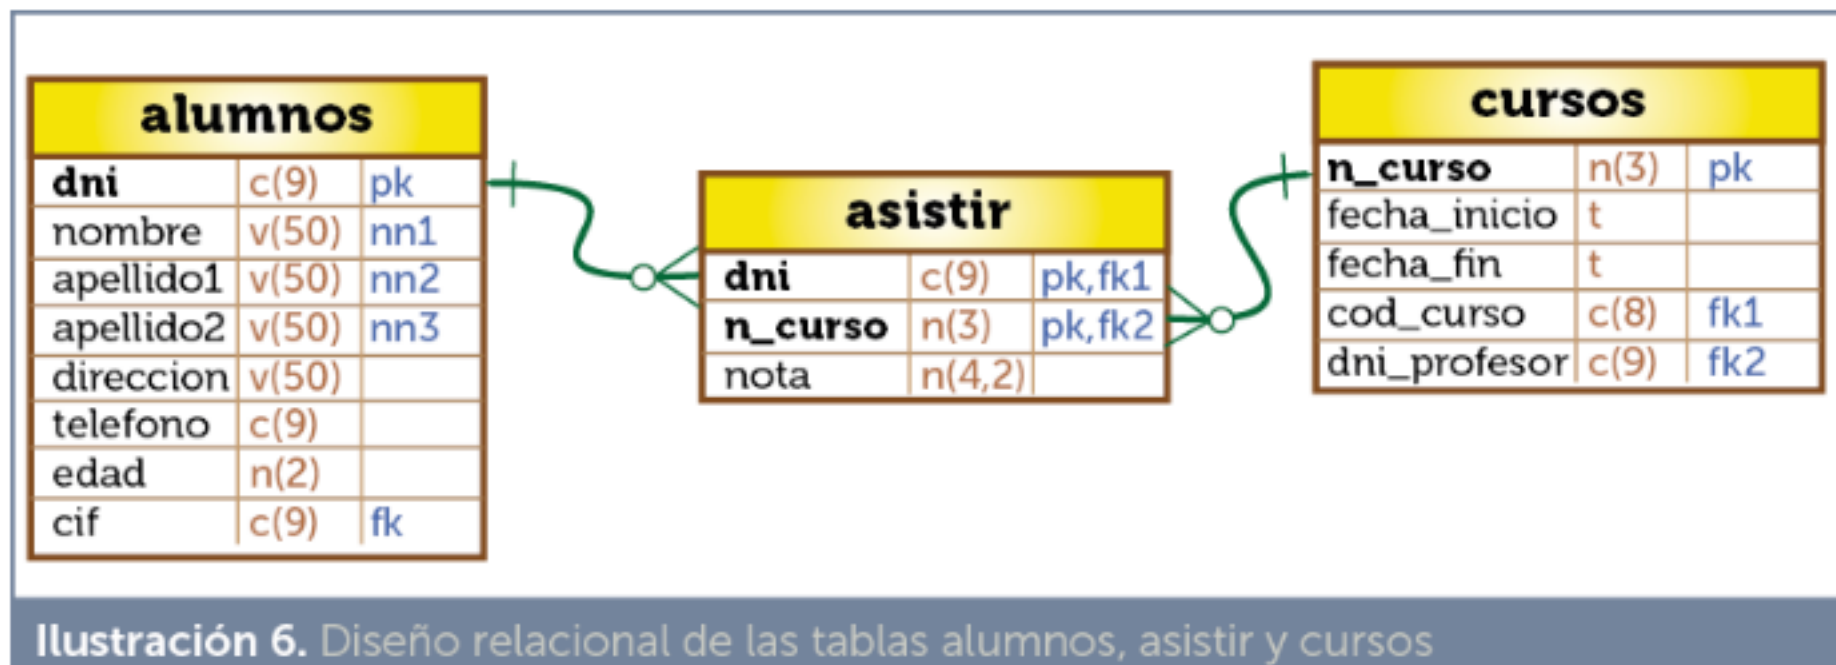 alumnos
dni c(9) pk
nombre v(50) nn1
apellido1 v(50) nn2
apellido2 v(50) nn3
direccion v(50)
telefono c(9)
edad n(2)
cif c(9) fk
asistir
dni c(9) pk,fk1
n_curso n(3) pk,fk2
nota n(4,2)
cursos
n_curso n(3) pk
fecha_inicio t
fecha_fin t
cod_curso c(8) fk1
dni_profesor c(9) fk2
Ilustración 6. Diseño relacional de las tablas alumnos, asistir y cursos